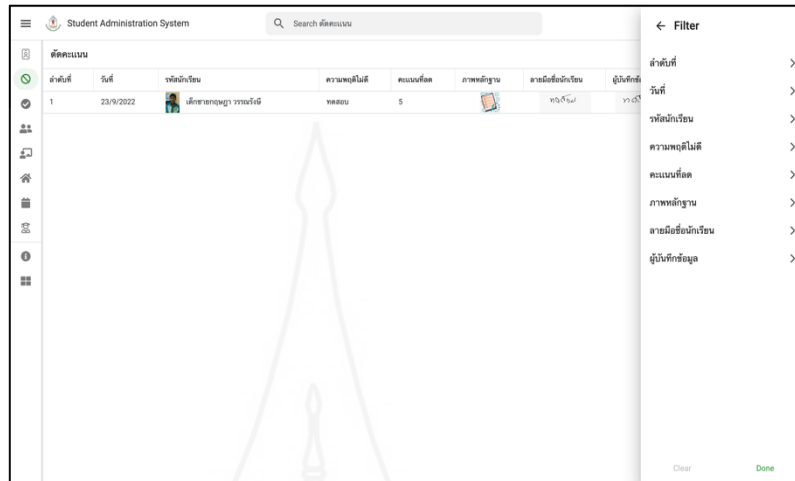 Student Administration System
Search ตัดคะแนน
ตัดคะแนน
ลำดับที่ วันที่ รหัสนักเรียน ความพฤติไม่ดี คะแนนที่ลด ภาพหลักฐาน ลายมือชื่อนักเรียน
1 23/9/2022 เด็กชายกฤษฎา วรรณรังษี ทดสอบ 5 ทดสอบ
Filter
ลำดับที่
วันที่
รหัสนักเรียน
ความพฤติไม่ดี
คะแนนที่ลด
ภาพหลักฐาน
ลายมือชื่อนักเรียน
ผู้บันทึกข้อมูล
Clear Done